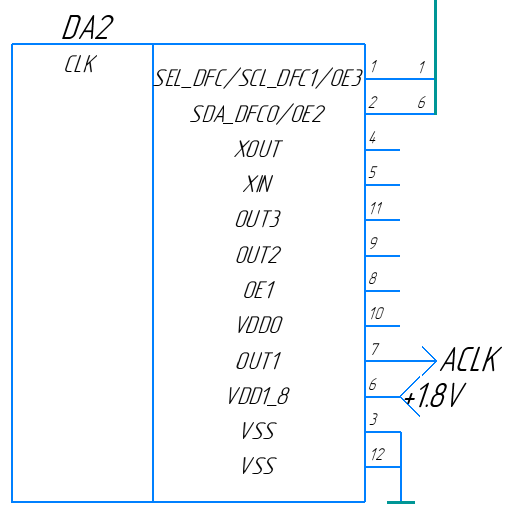 DA2
CLK
SEL_DFC/SCL_DFC1/OE3 1 1
SDA_DFC0/OE2 2 6
XOUT 4
XIN 5
OUT3 11
OUT2 9
OE1 8
VDDO 10
OUT1 7 ACLK
VDD1_8 6 +1.8V
VSS 3
VSS 12